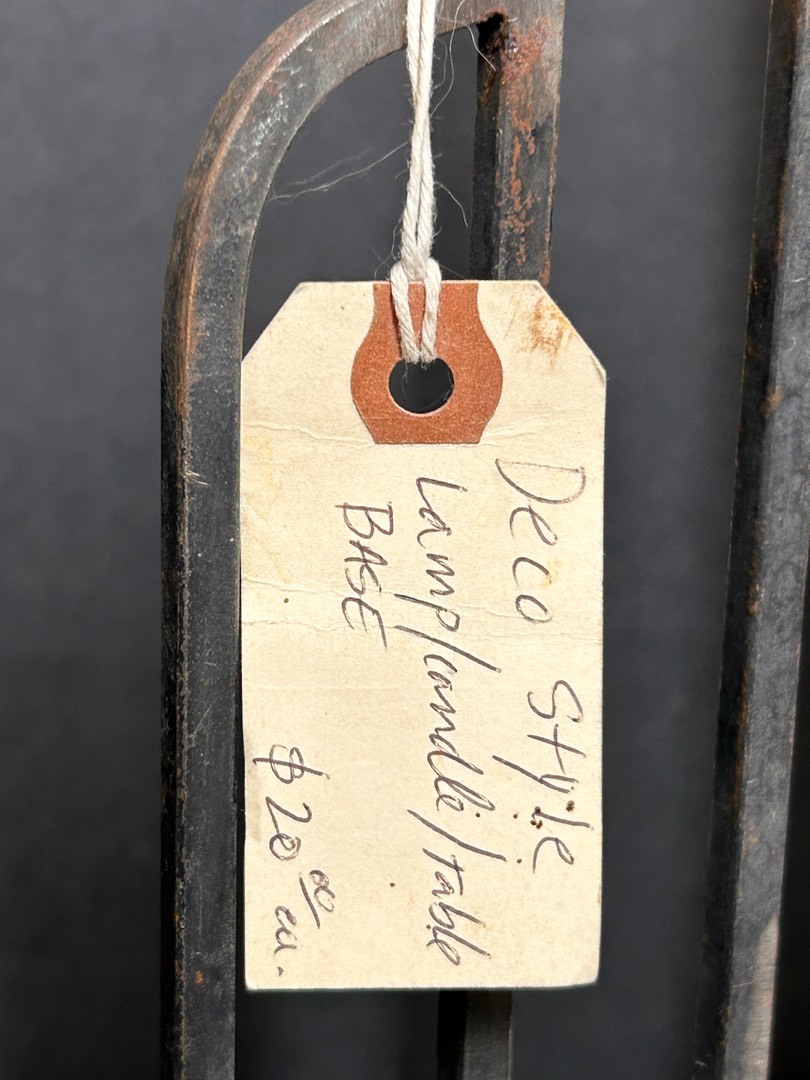 Deco Style
Lamp/candle/table
BASE
$20 00 ea.